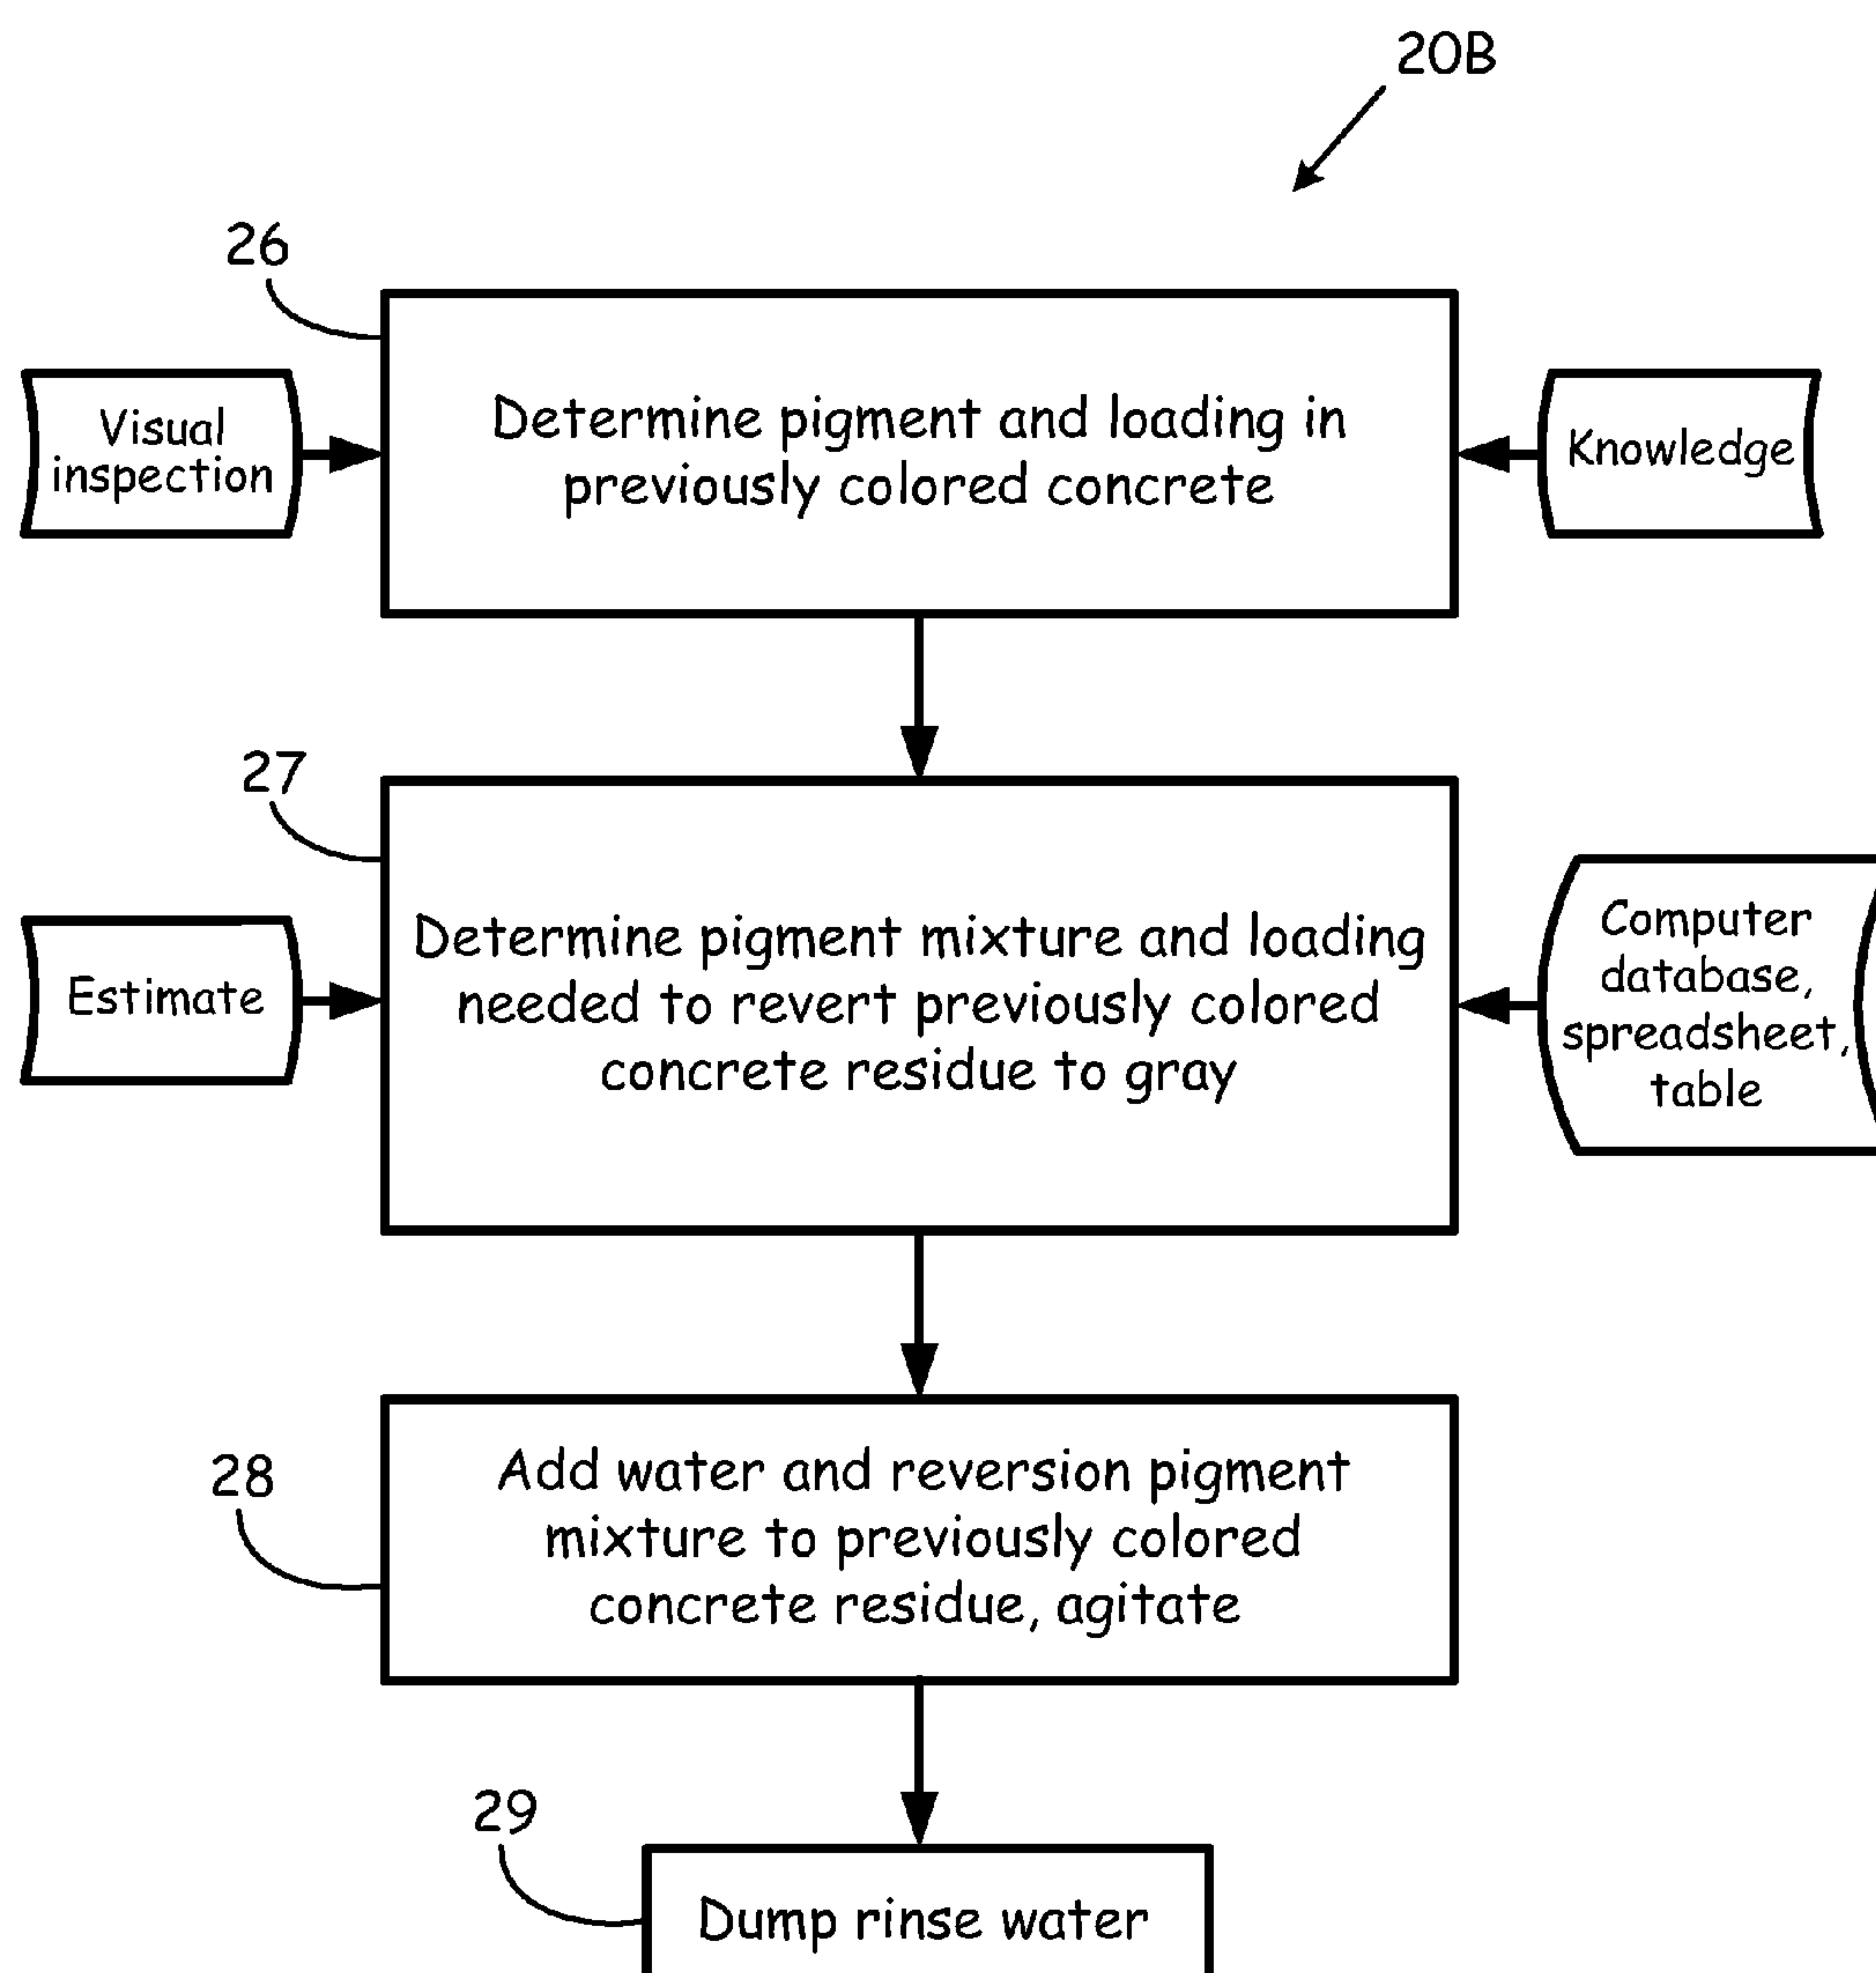 20B
26
Visual
inspection
Determine pigment and loading in
previously colored concrete
Knowledge
27
Estimate
Determine pigment mixture and loading
needed to revert previously colored
concrete residue to gray
Computer
database,
spreadsheet,
table
28
Add water and reversion pigment
mixture to previously colored
concrete residue, agitate
29
Dump rinse water